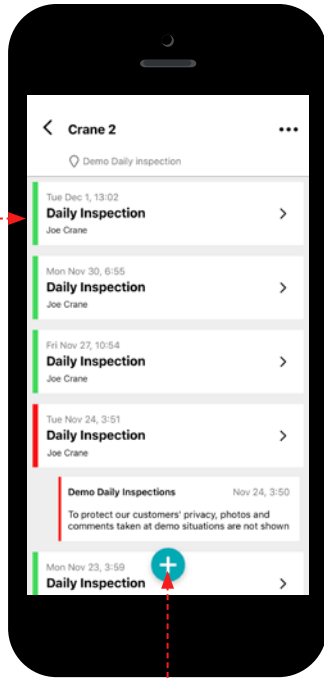 Crane 2
Demo Daily inspection
Tue Dec 1, 13:02
Daily Inspection
Joe Crane
Mon Nov 30, 6:55
Daily Inspection
Joe Crane
Fri Nov 27, 10:54
Daily Inspection
Joe Crane
Tue Nov 24, 3:51
Daily Inspection
Joe Crane
Demo Daily Inspections Nov 24, 3:50
To protect our customers' privacy, photos and
comments taken at demo situations are not shown
Mon Nov 23, 3:59
Daily Inspection